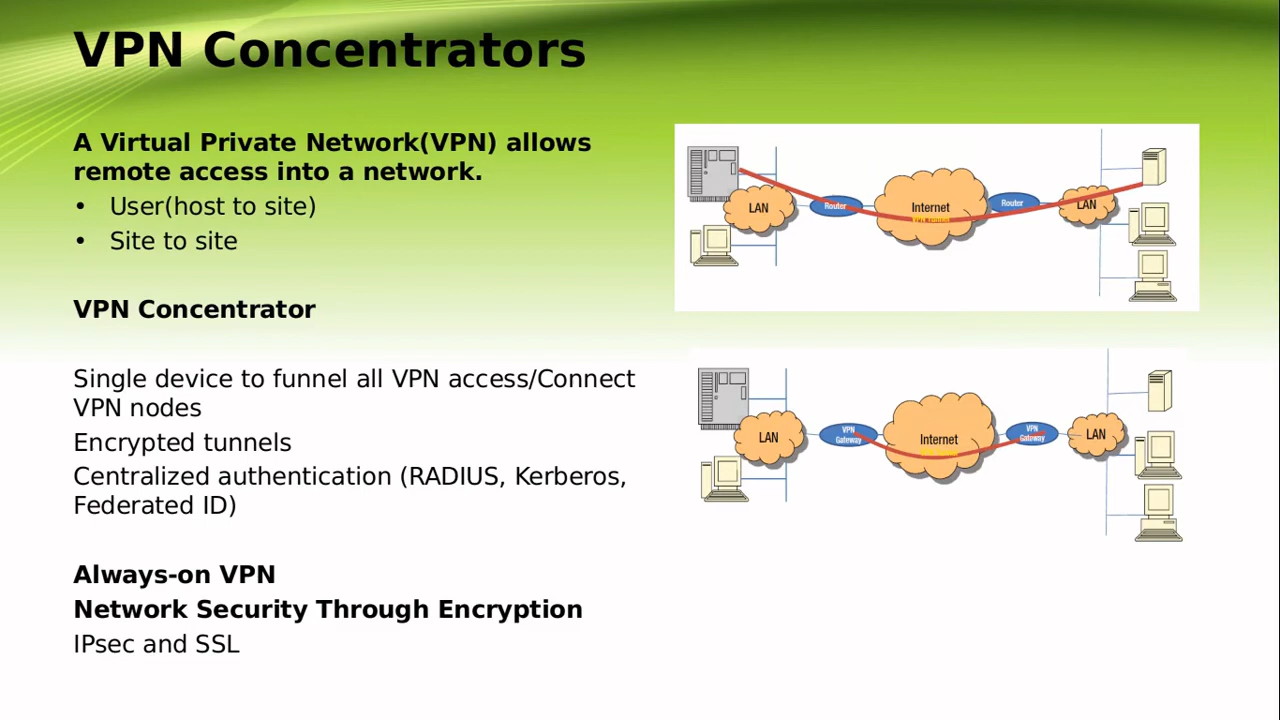 VPN Concentrators
A Virtual Private Network(VPN) allows
remote access into a network.
• User(host to site)
• Site to site
VPN Concentrator
Single device to funnel all VPN access/Connect
VPN nodes
Encrypted tunnels
Centralized authentication (RADIUS, Kerberos,
Federated ID)
Always-on VPN
Network Security Through Encryption
IPsec and SSL
LAN
Router
Internet
VPN Tunnel
Router
LAN
LAN
VPN
Gateway
Internet
VPN
Gateway
LAN